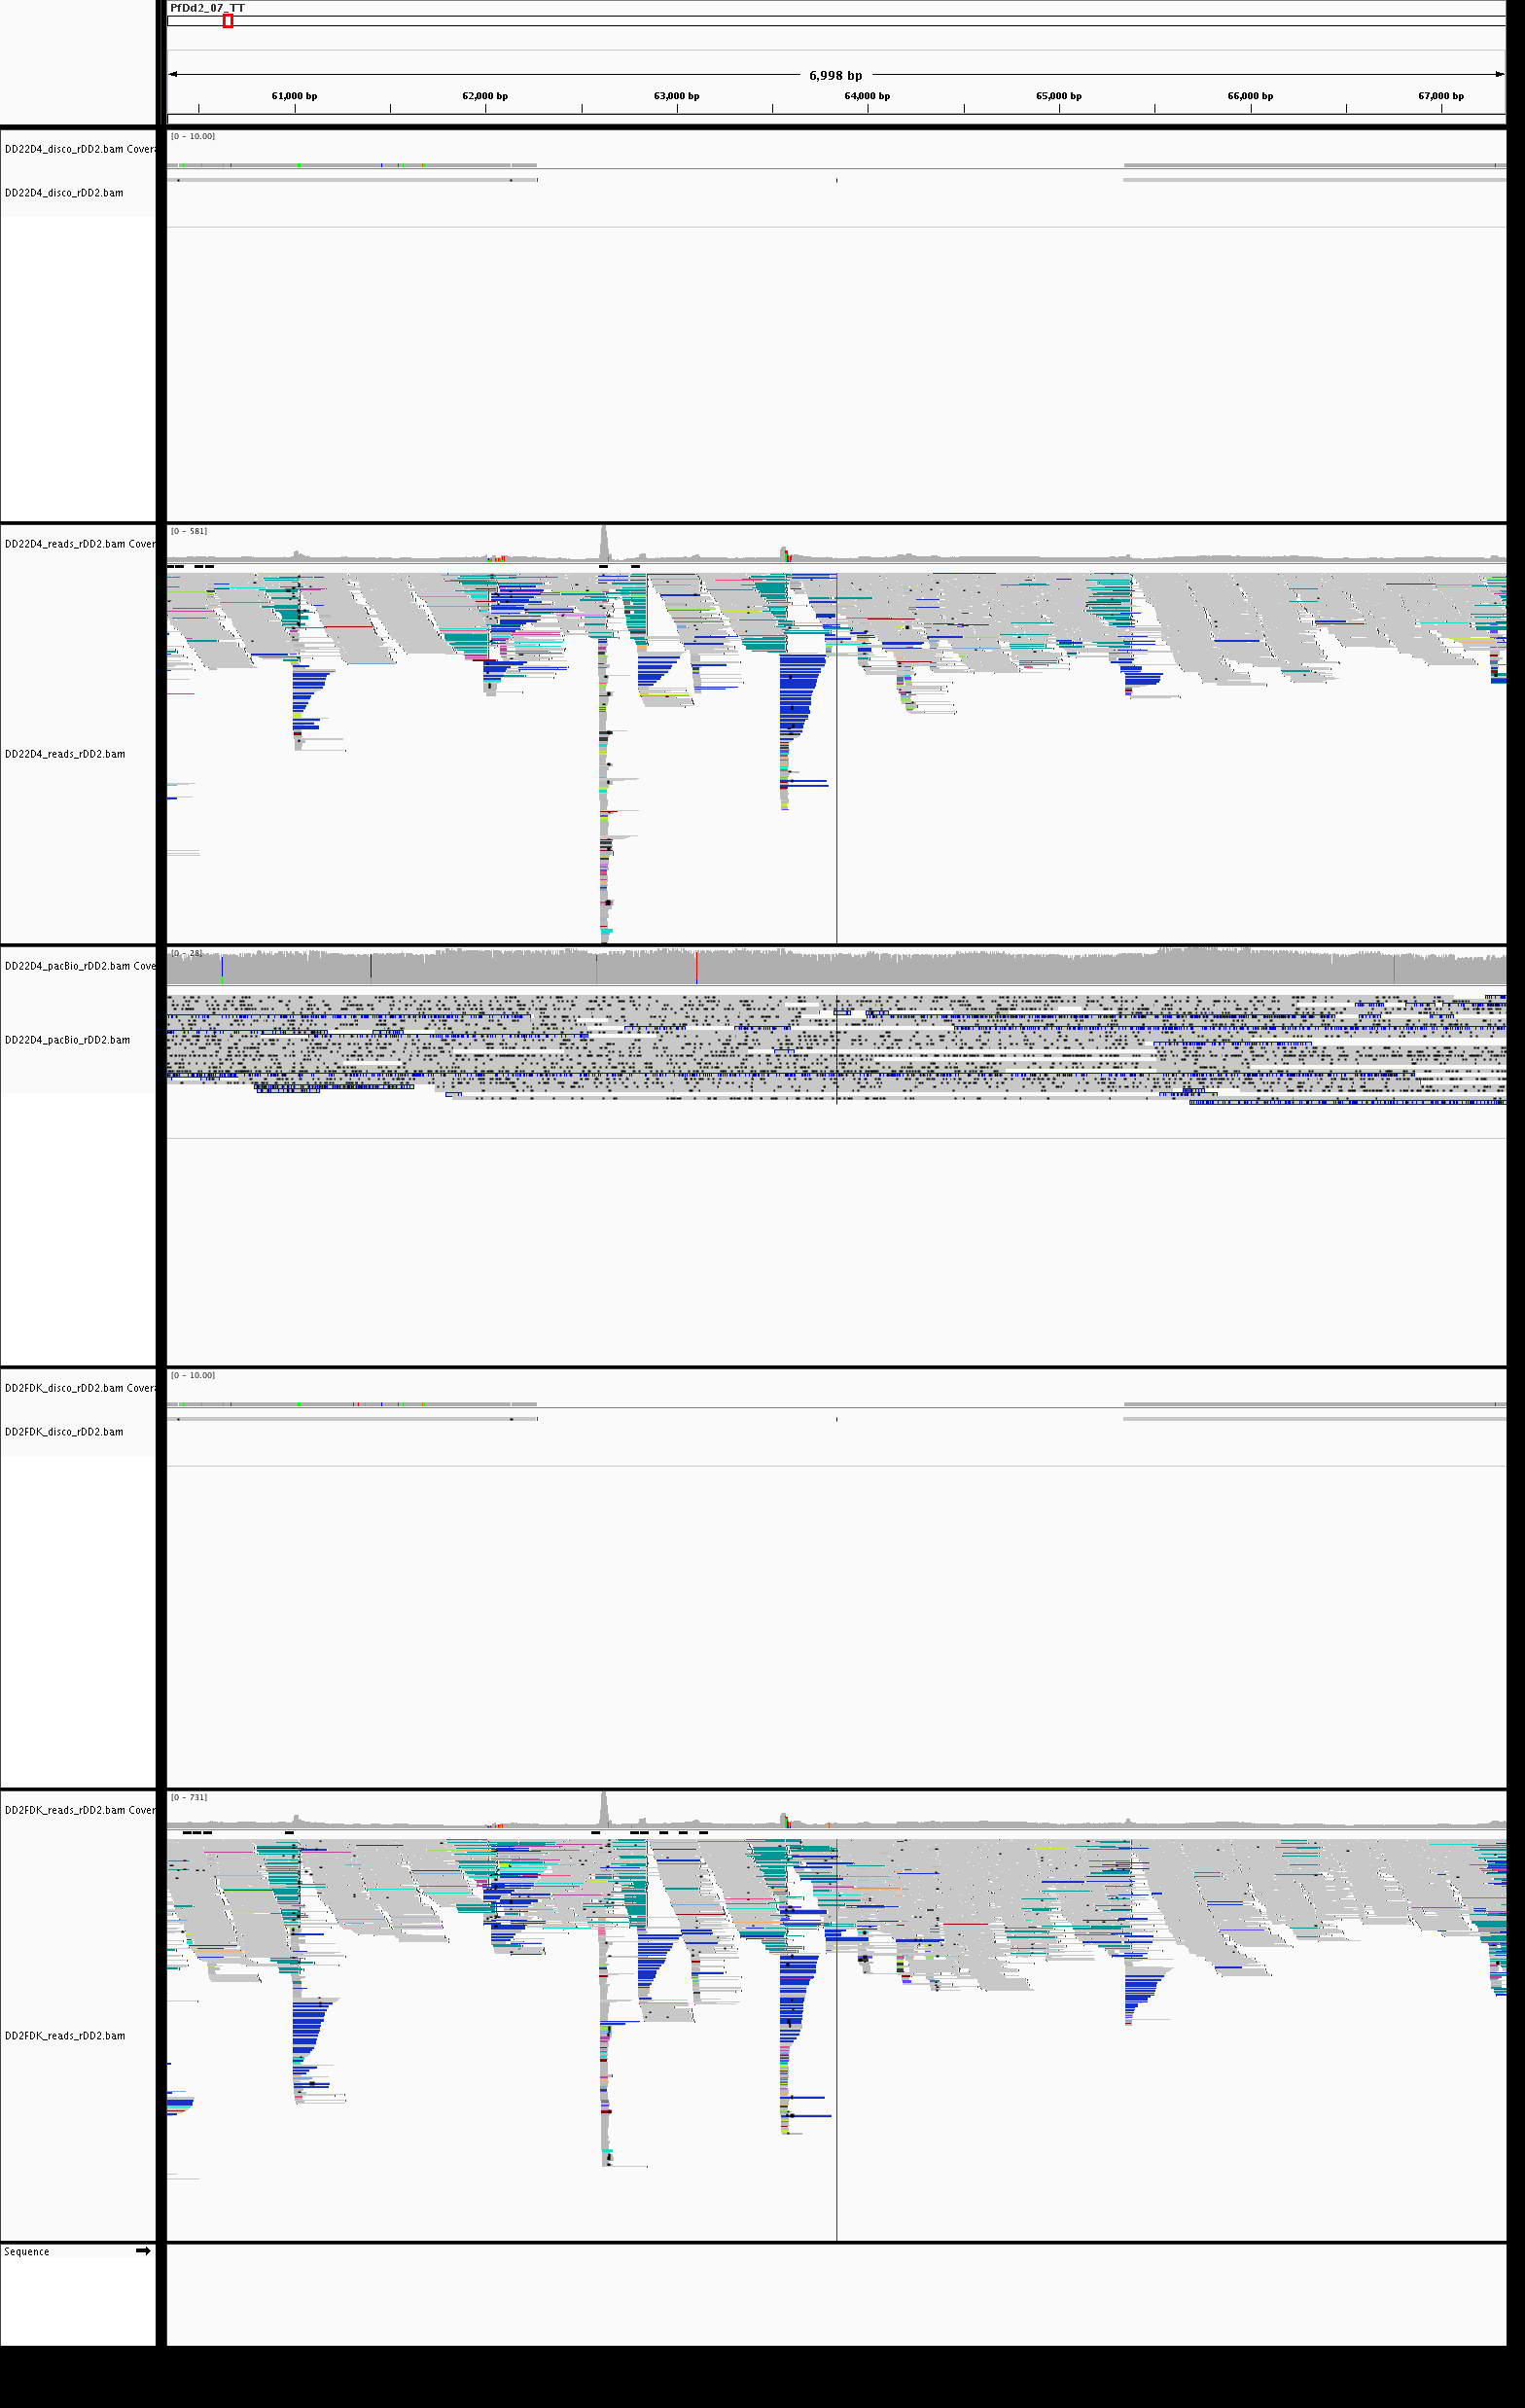 PfDd2_07_TT
6,998 bp
61,000 bp 62,000 bp 63,000 bp 64,000 bp 65,000 bp 66,000 bp 67,000 bp
[0 - 10.00]
DD22D4_disco_rDD2.bam Covera
DD22D4_disco_rDD2.bam
[0 - 581]
DD22D4_reads_rDD2.bam Cover
DD22D4_reads_rDD2.bam
[0 - 28]
DD22D4_pacBio_rDD2.bam Cove
DD22D4_pacBio_rDD2.bam
[0 - 10.00]
DD2FDK_disco_rDD2.bam Covera
DD2FDK_disco_rDD2.bam
[0 - 731]
DD2FDK_reads_rDD2.bam Cover
DD2FDK_reads_rDD2.bam
Sequence